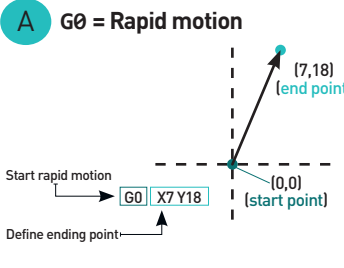 A G0 = Rapid motion
(7,18)
(end point
Start rapid motion
(0,0)
(start point)
G0 X7 Y18
Define ending point